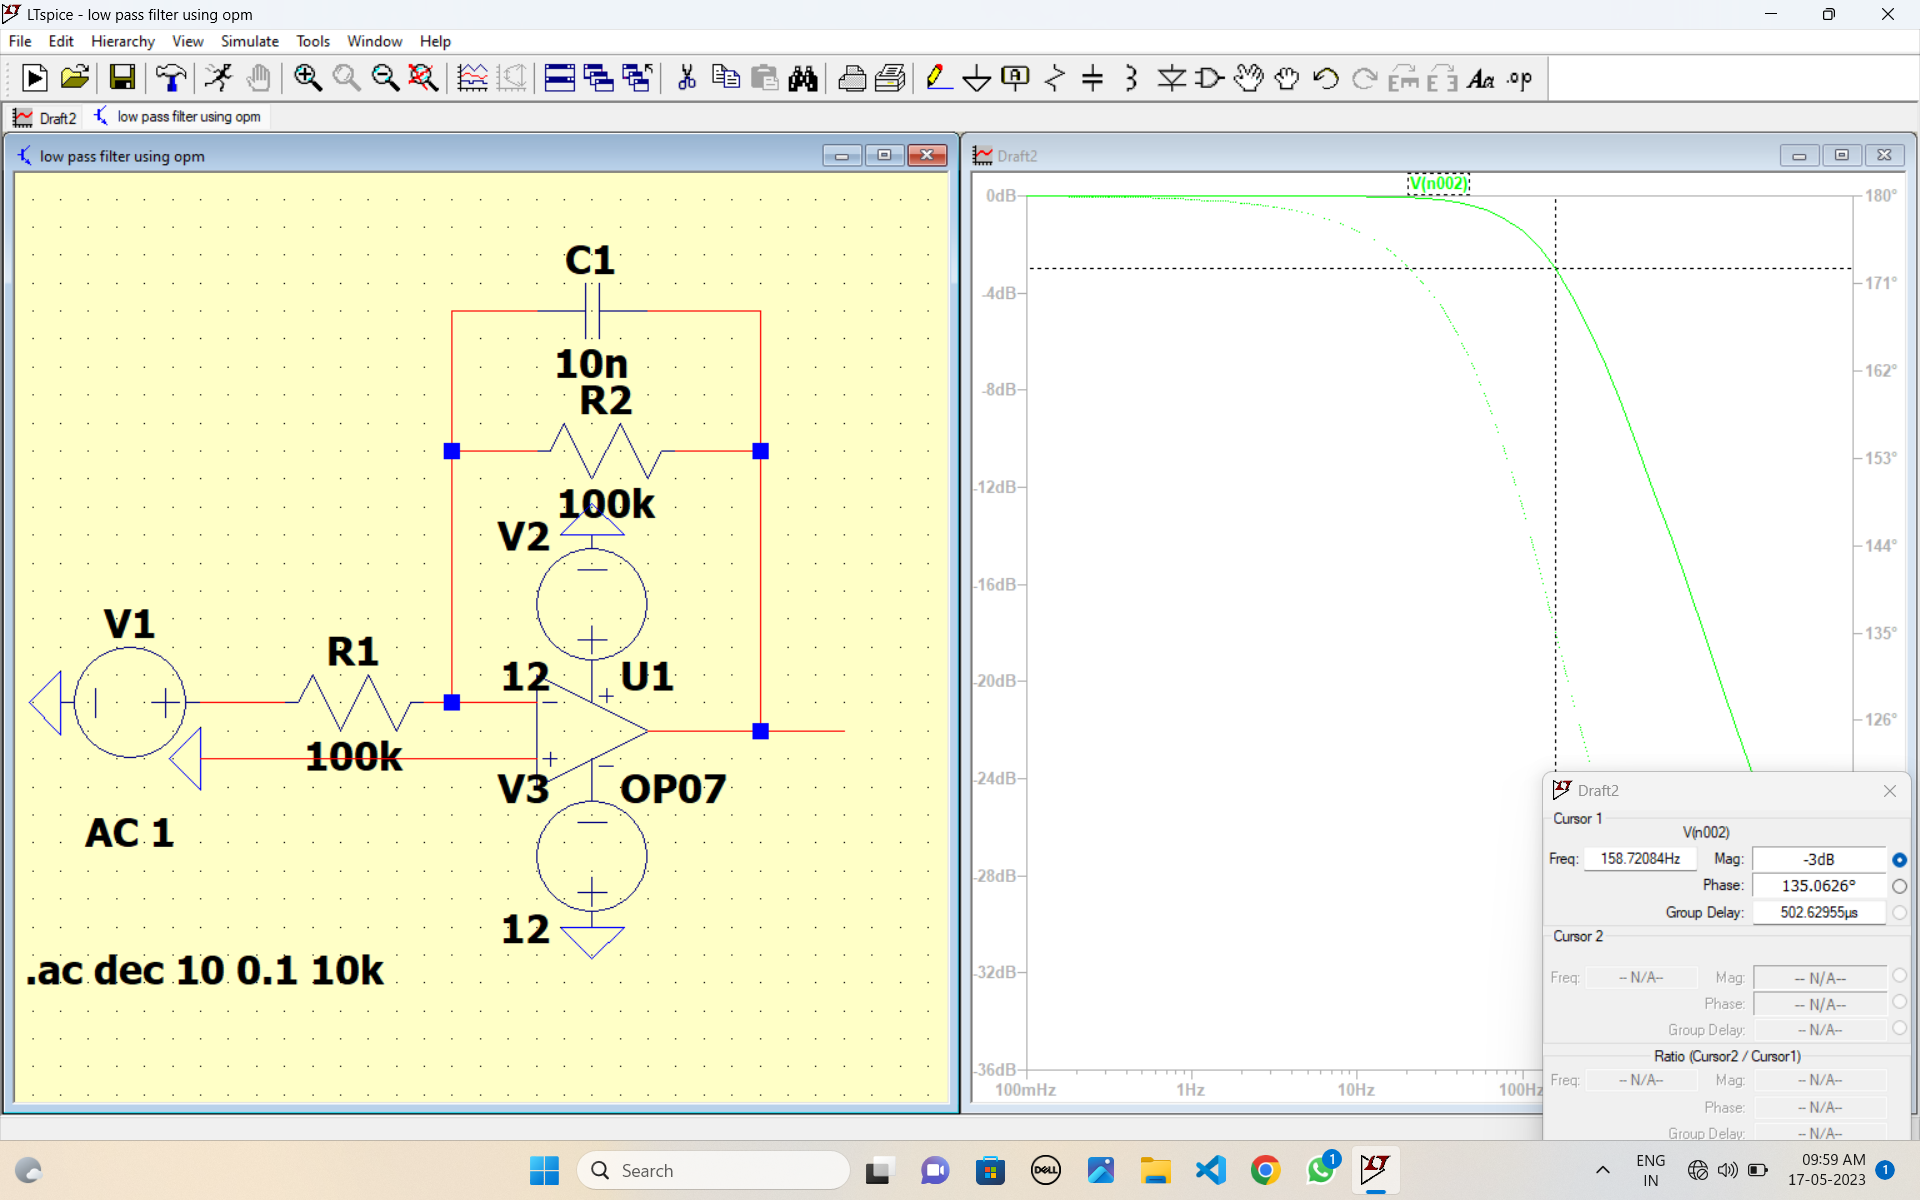 LTspice - low pass filter using opm
File Edit Hierarchy View Simulate Tools Window Help
A
Aa .op
Draft2 low pass filter using opm
low pass filter using opm
C1
10n
R2
100k
V2
V1
R1
12 U1
100k
V3 OP07
AC 1
12
.ac dec 10 0.1 10k
Draft2
V(n002)
0dB 180°
-4dB 171°
-8dB 162°
-12dB 153°
-16dB 144°
-20dB 135°
-24dB 126°
-28dB
-32dB
-36dB
100mHz 1Hz 10Hz 100Hz
Draft2
Cursor 1
V(n002)
Freq: 158.72084Hz Mag: -3dB
Phase: 135.0626°
Group Delay: 502.62955µs
Cursor 2
Freq: -- N/A-- Mag: -- N/A--
Phase: -- N/A--
Group Delay: -- N/A--
Ratio (Cursor2 / Cursor1)
Freq: -- N/A-- Mag: -- N/A--
Phase: -- N/A--
Group Delay: -- N/A--
Search
DELL
1
ENG
IN
09:59 AM
17-05-2023
1